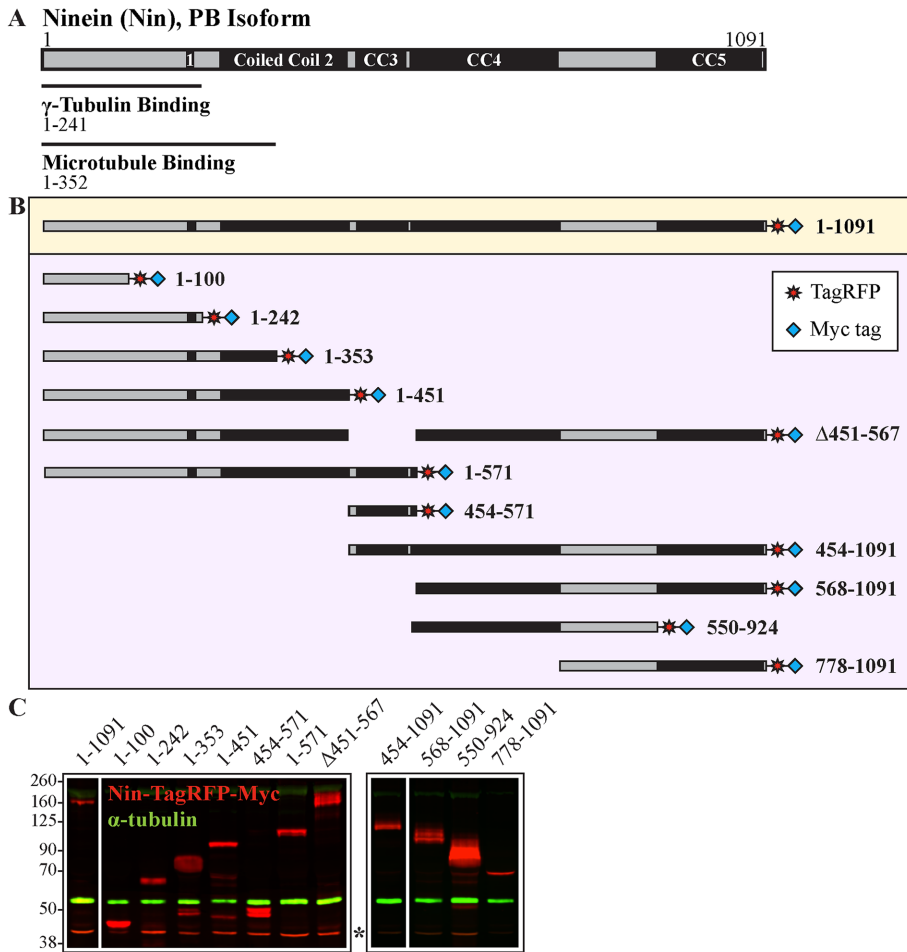 A Ninein (Nin), PB Isoform
1 1091
1 Coiled Coil 2 CC3 CC4 CC5
γ-Tubulin Binding
1-241
Microtubule Binding
1-352
B
1-1091
1-100
TagRFP
1-242
Myc tag
1-353
1-451
Δ451-567
1-571
454-571
454-1091
568-1091
550-924
778-1091
C
1-1091 1-100 1-242 1-353 1-451 454-571 1-571 Δ451-567 454-1091 568-1091 550-924 778-1091
260
160
125
90
70
50
38
Nin-TagRFP-Myc
α-tubulin
*